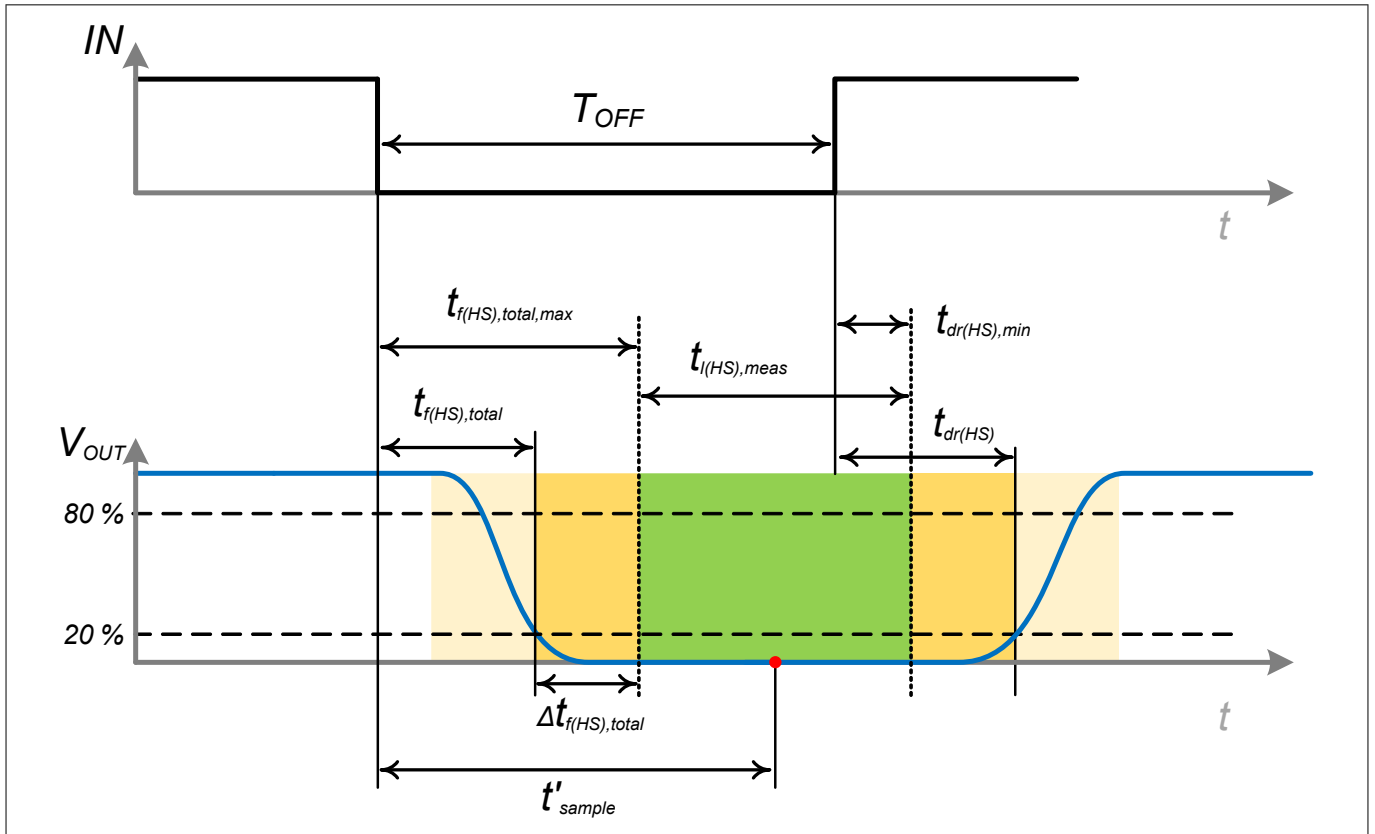 IN
T_OFF
t
t_f(HS),total,max
t_dr(HS),min
t_l(HS),meas
t_f(HS),total
t_dr(HS)
V_OUT
80 %
20 %
Δt_f(HS),total
t
t'_sample